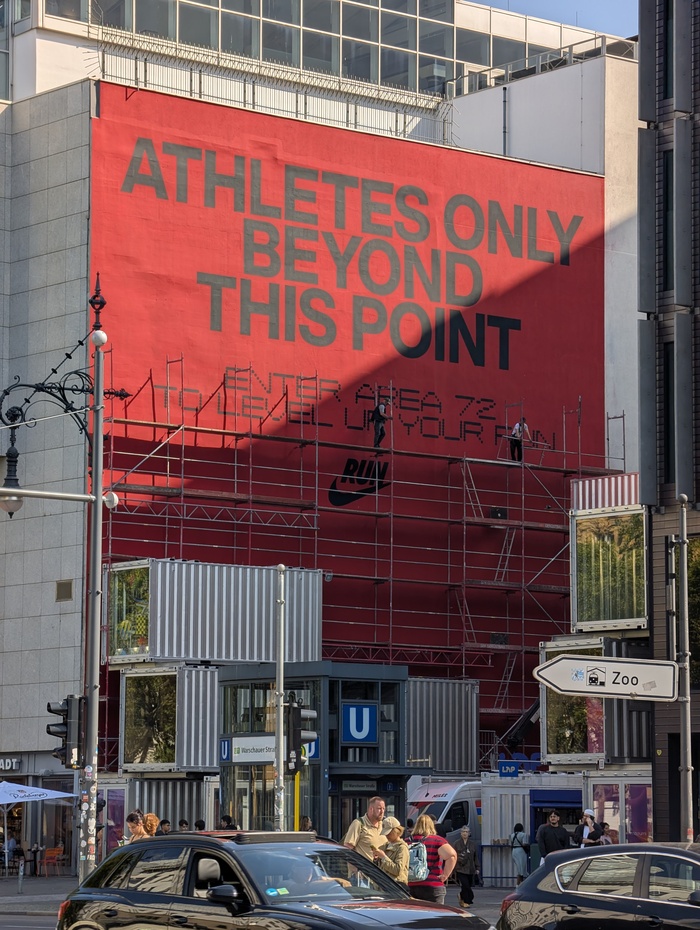 ATHLETES ONLY
BEYOND
THIS POINT
ENTER AREA 72
TO LEVEL UP YOUR RUN
RUN
Zoo
U
U
Warschauer Straße